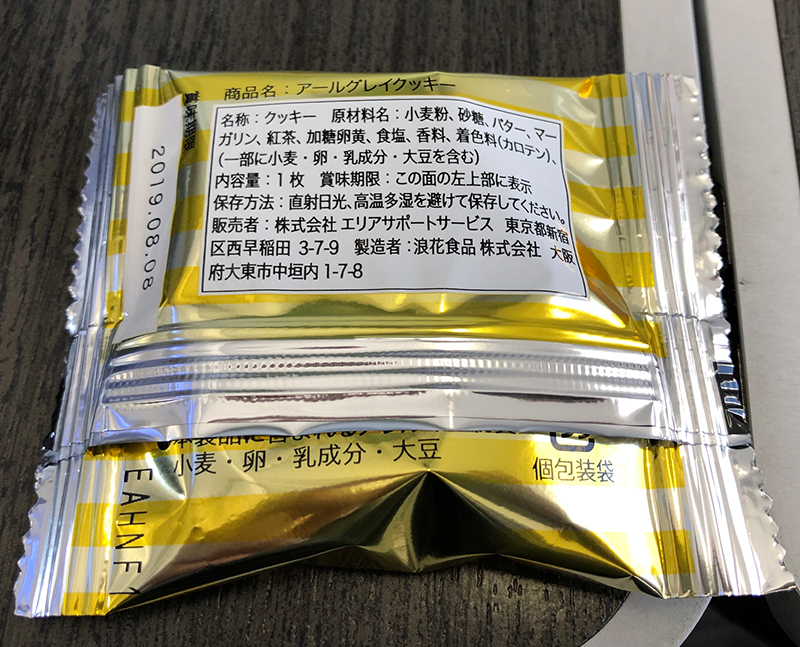 商品名：アールグレイクッキー
賞味期限
2019.08.08
名称：クッキー　原材料名：小麦粉、砂糖、バター、マー
ガリン、紅茶、加糖卵黄、食塩、香料、着色料(カロテン)、
(一部に小麦・卵・乳成分・大豆を含む)
内容量：1枚　賞味期限：この面の左上部に表示
保存方法：直射日光、高温多湿を避けて保存してください。
販売者：株式会社 エリアサポートサービス　東京都新宿
区西早稲田 3-7-9　製造者：浪花食品 株式会社　大阪
府大東市中垣内 1-7-8
小麦・卵・乳成分・大豆
個包装袋
EAHNF1